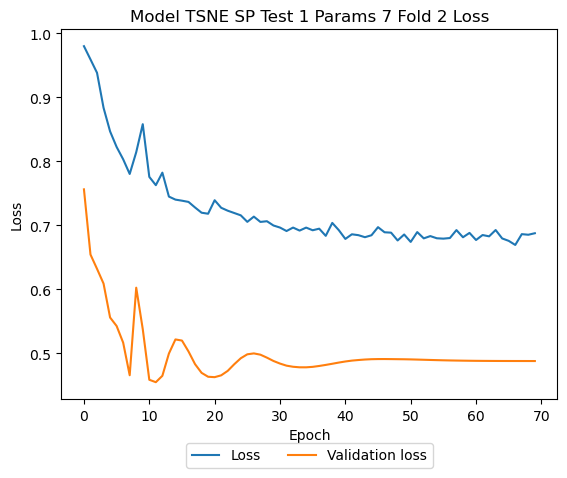 Model TSNE SP Test 1 Params 7 Fold 2 Loss
1.0
0.9
0.8
0.7
0.6
0.5
Loss
0 10 20 30 40 50 60 70
Epoch
Loss Validation loss